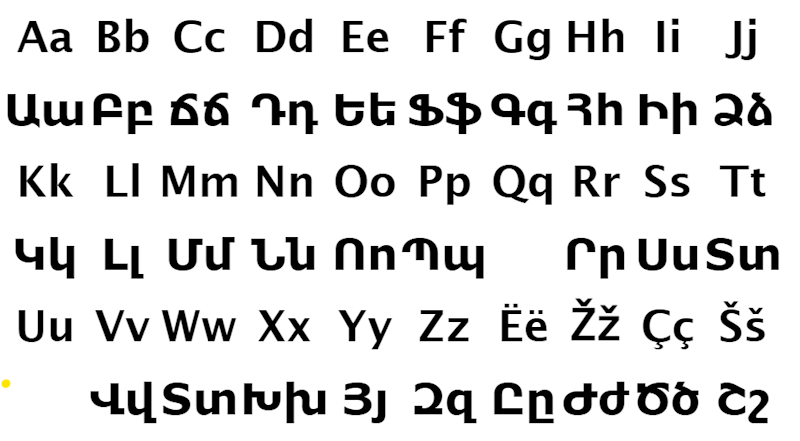 Aa Bb Cc Dd Ee Ff Gg Hh Ii Jj
Աա Բբ Ճճ Դդ Եե Ֆֆ Գգ Հհ Իի Ձձ
Kk Ll Mm Nn Oo Pp Qq Rr Ss Tt
Կկ Լլ Մմ Նն Ոո Պպ Րր Սս Տտ
Uu Vv Ww Xx Yy Zz Ëë Žž Çç Šš
Վվ Տտ Խխ Յյ Զզ Ըը Ժժ Ծծ Շշ